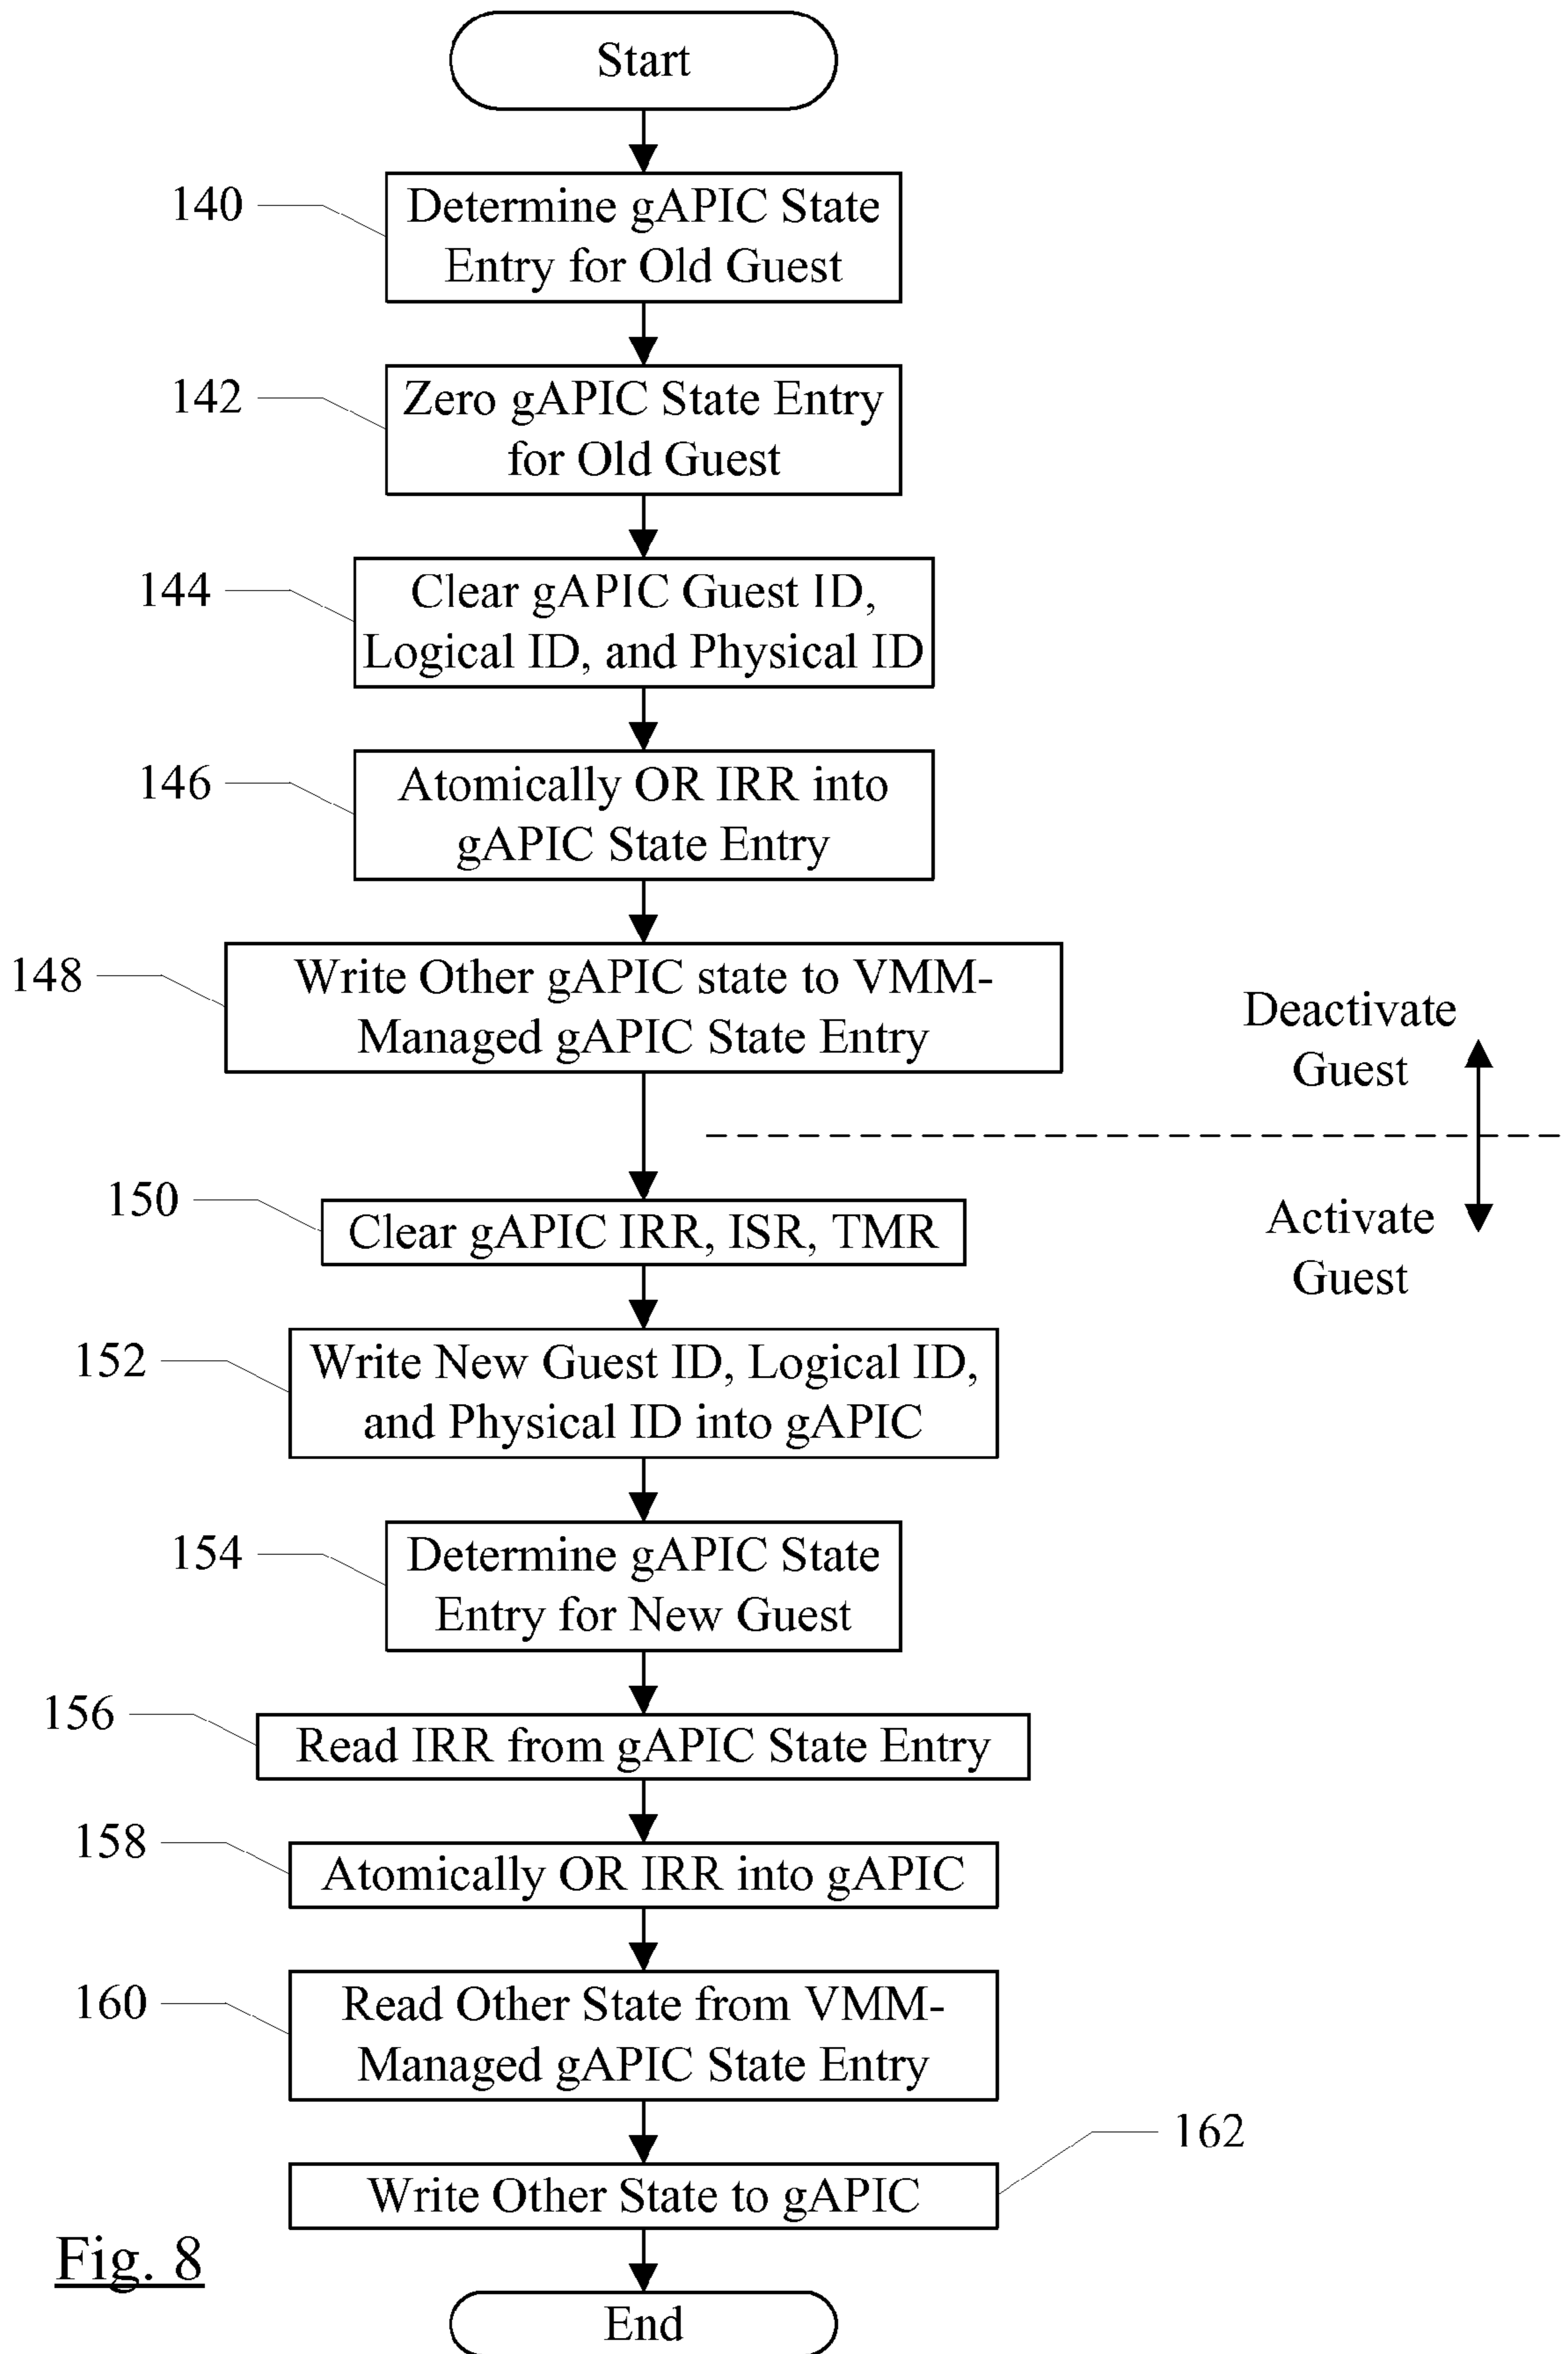 Start
140
Determine gAPIC State
Entry for Old Guest
142
Zero gAPIC State Entry
for Old Guest
144
Clear gAPIC Guest ID,
Logical ID, and Physical ID
146
Atomically OR IRR into
gAPIC State Entry
148
Write Other gAPIC state to VMM-
Managed gAPIC State Entry
Deactivate
Guest
Activate
Guest
150
Clear gAPIC IRR, ISR, TMR
152
Write New Guest ID, Logical ID,
and Physical ID into gAPIC
154
Determine gAPIC State
Entry for New Guest
156
Read IRR from gAPIC State Entry
158
Atomically OR IRR into gAPIC
160
Read Other State from VMM-
Managed gAPIC State Entry
162
Write Other State to gAPIC
Fig. 8
End